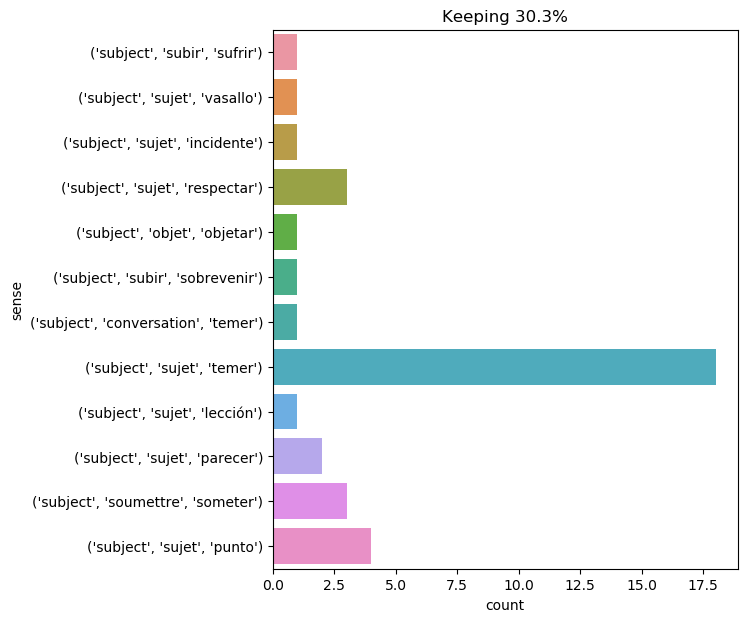 Keeping 30.3%
('subject', 'subir', 'sufrir')
('subject', 'sujet', 'vasallo')
('subject', 'sujet', 'incidente')
('subject', 'sujet', 'respectar')
('subject', 'objet', 'objetar')
('subject', 'subir', 'sobrevenir')
('subject', 'conversation', 'temer')
('subject', 'sujet', 'temer')
('subject', 'sujet', 'lección')
('subject', 'sujet', 'parecer')
('subject', 'soumettre', 'someter')
('subject', 'sujet', 'punto')
sense
0.0 2.5 5.0 7.5 10.0 12.5 15.0 17.5
count